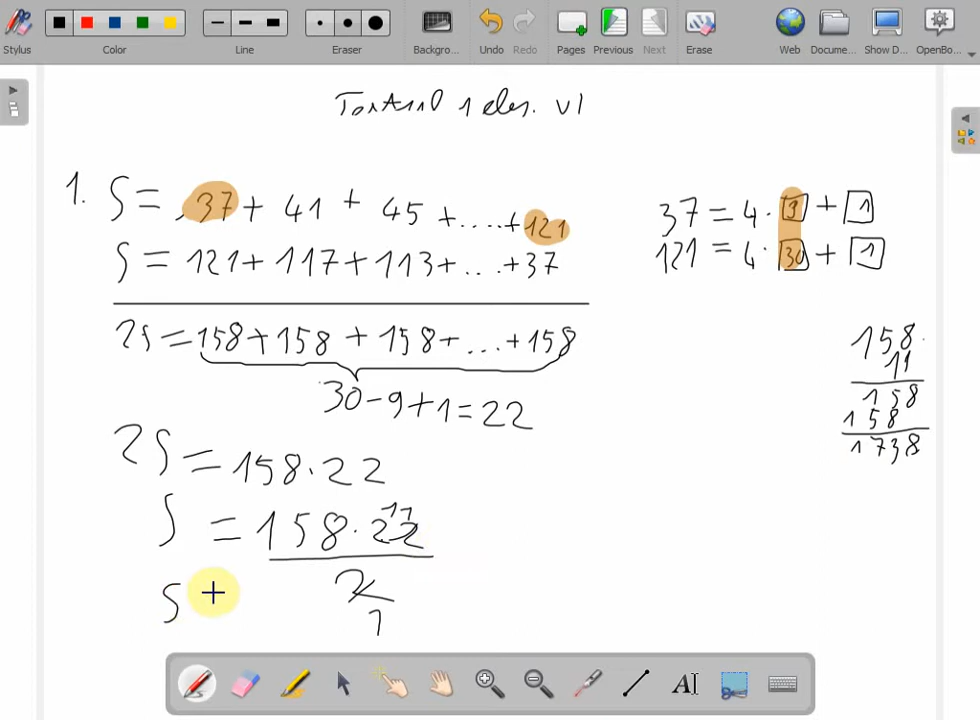 Stylus Color Line Eraser Backgro... Undo Redo Pages Previous Next Erase Web Docume... Show D... OpenBo...
1.
S = 37 + 41 + 45 + .... + 121
S = 121 + 117 + 113 + ... + 37
2S = 158 + 158 + 158 + ... + 158
30 - 9 + 1 = 22
2S = 158 · 22
11
S = 158 · 22
2
1
S
37 = 4 · 9 + 1
121 = 4 · 30 + 1
158
11
158
158
1738